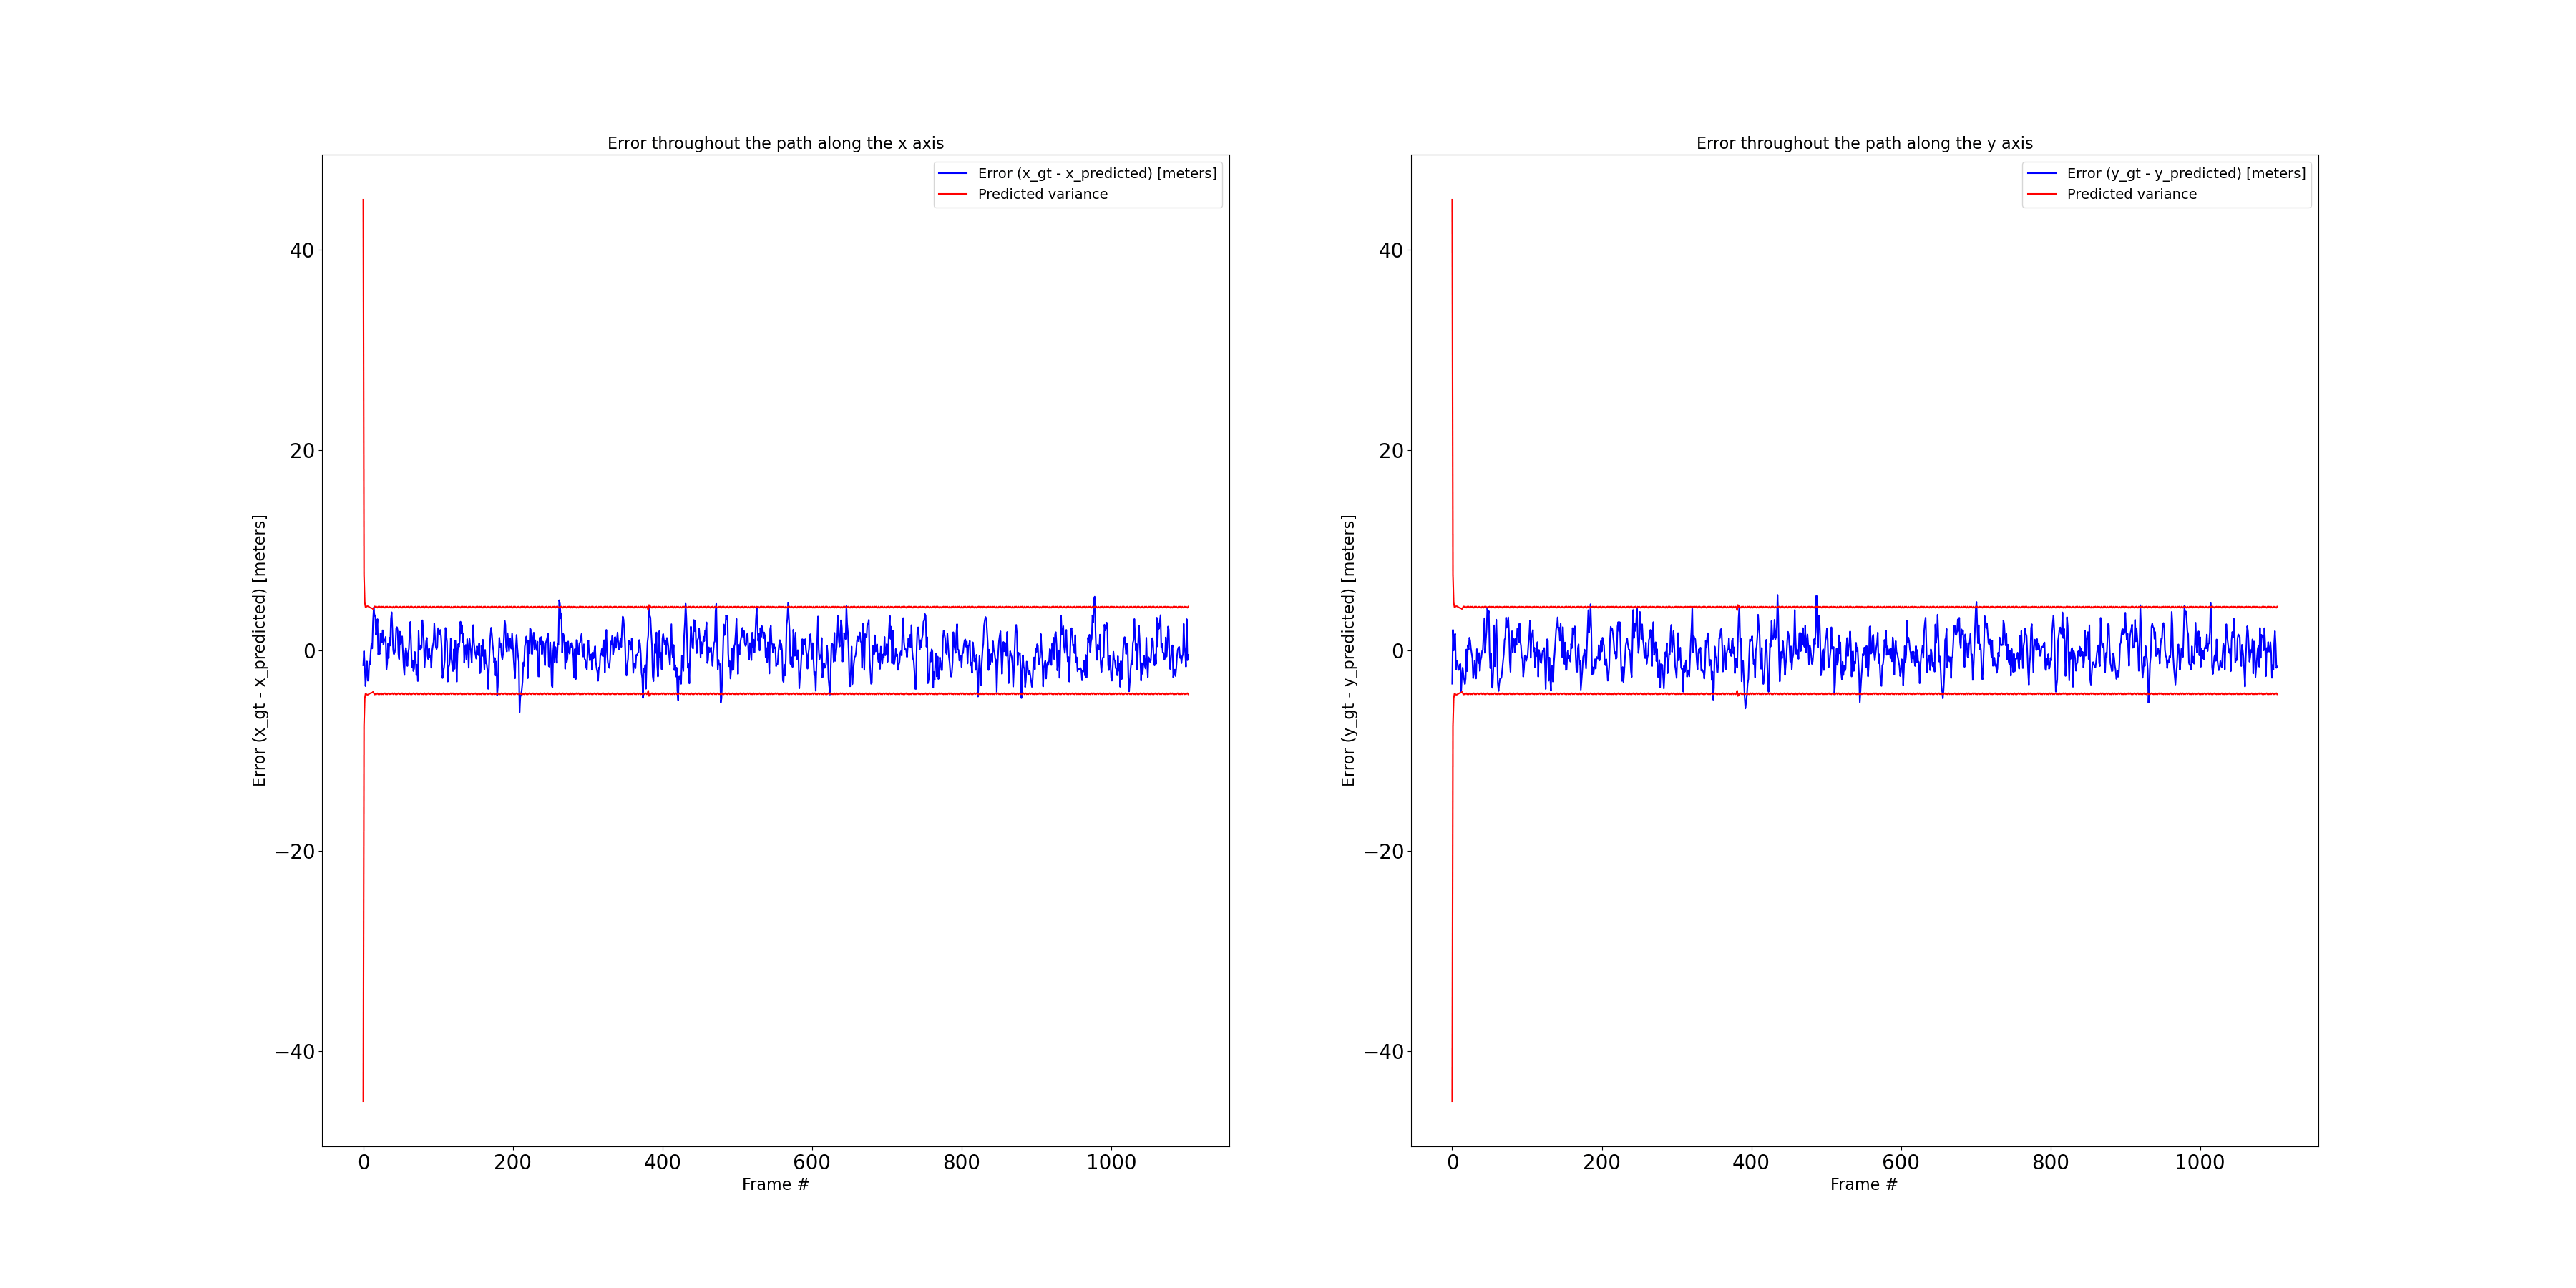 Error throughout the path along the x axis
Error (x_gt - x_predicted) [meters]
Predicted variance
40
20
0
−20
−40
Error (x_gt - x_predicted) [meters]
0 200 400 600 800 1000
Frame #
Error throughout the path along the y axis
Error (y_gt - y_predicted) [meters]
Predicted variance
40
20
0
−20
−40
Error (y_gt - y_predicted) [meters]
0 200 400 600 800 1000
Frame #